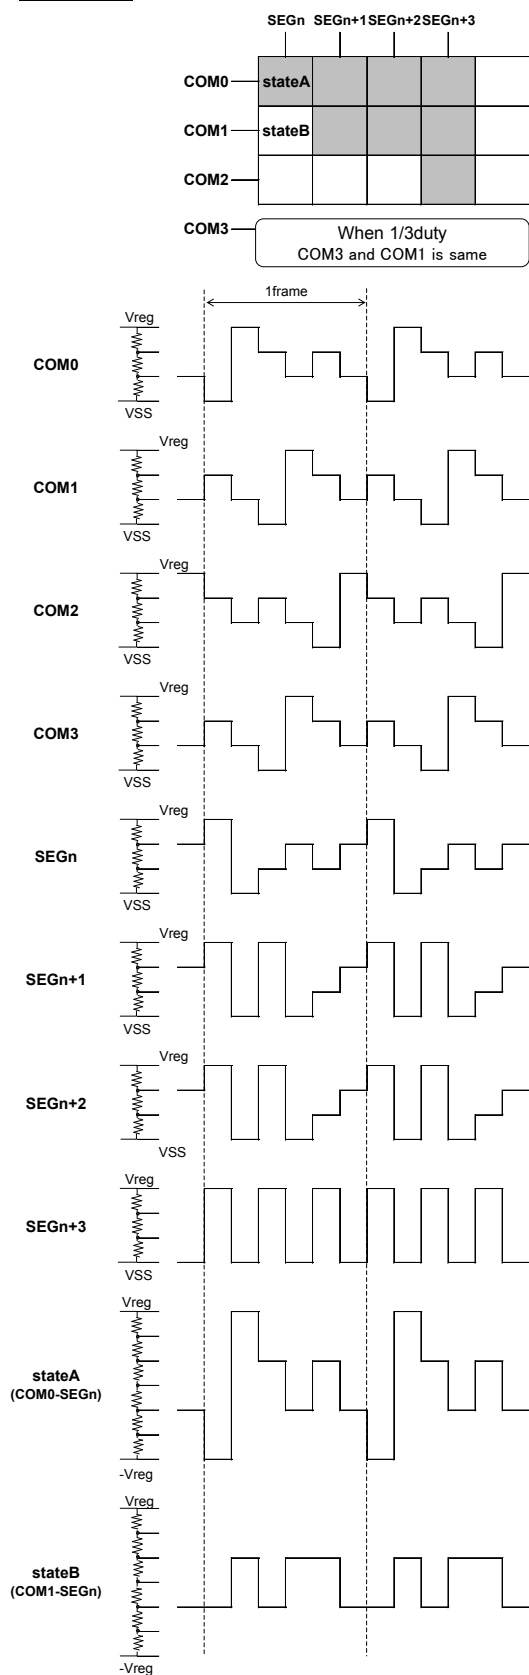 SEGn SEGn+1 SEGn+2 SEGn+3
COM0 stateA
COM1 stateB
COM2
COM3
When 1/3duty
COM3 and COM1 is same
1frame
Vreg
COM0
VSS
Vreg
COM1
VSS
Vreg
COM2
VSS
Vreg
COM3
VSS
Vreg
SEGn
VSS
Vreg
SEGn+1
VSS
Vreg
SEGn+2
VSS
Vreg
SEGn+3
VSS
Vreg
stateA
(COM0-SEGn)
-Vreg
Vreg
stateB
(COM1-SEGn)
-Vreg